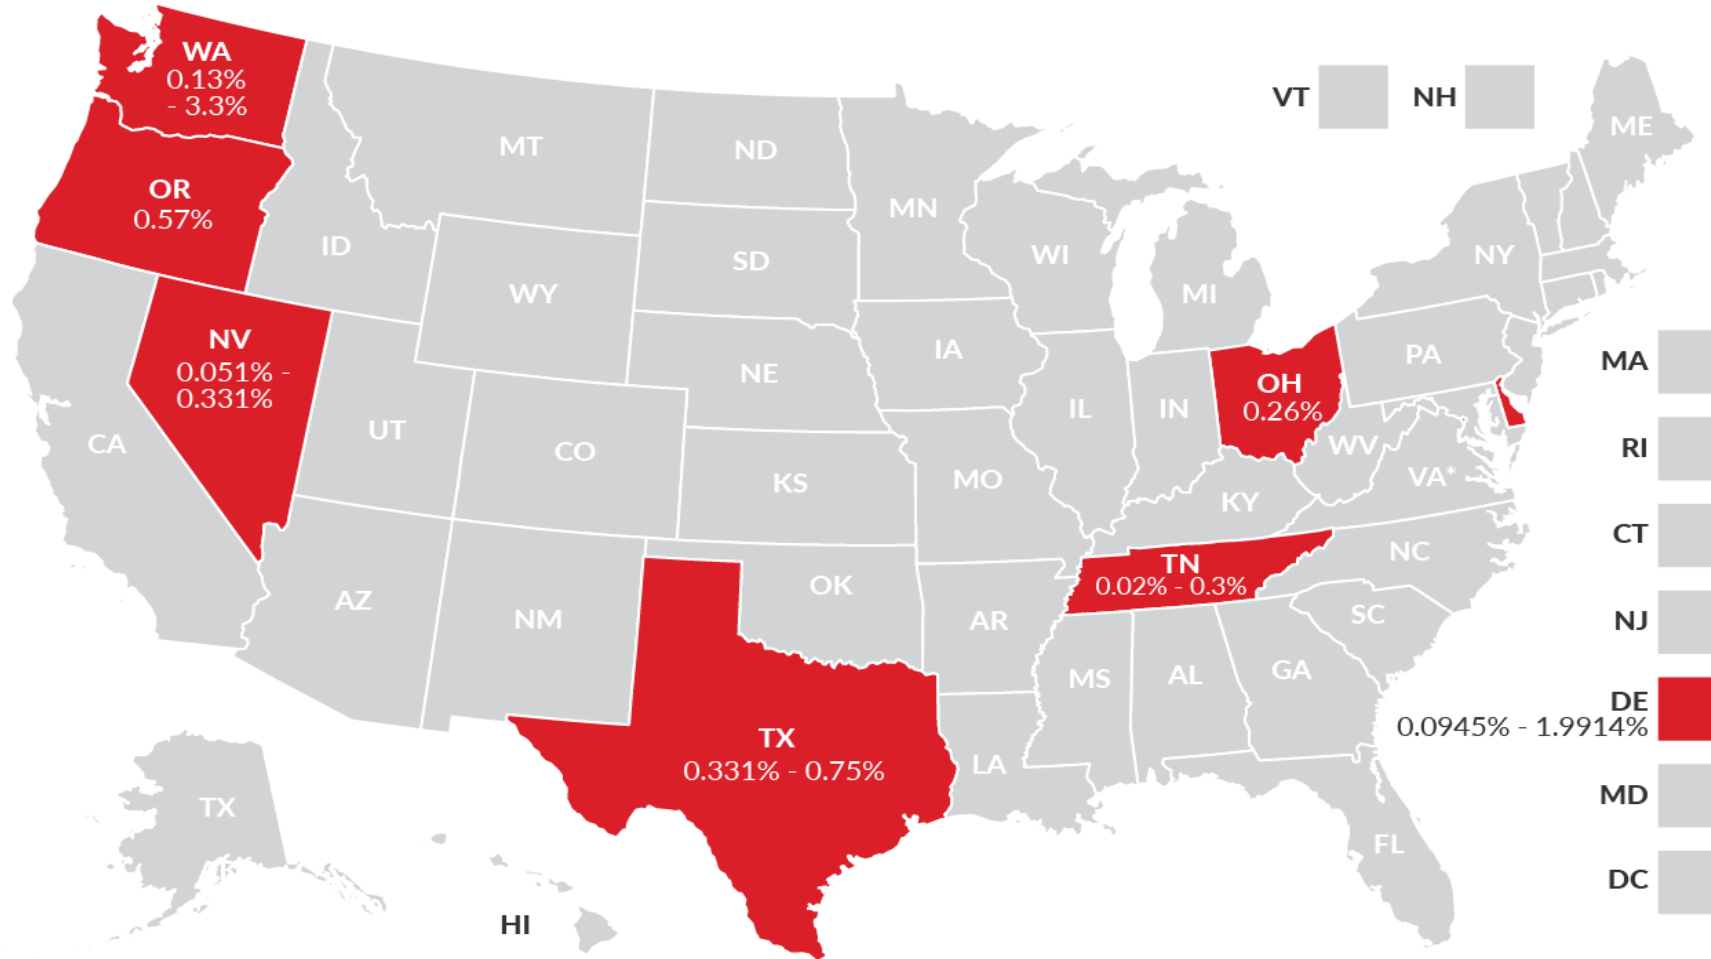 WA
0.13%
- 3.3%
VT
NH
ME
MT
ND
OR
0.57%
MN
ID
SD
WI
NY
WY
MI
NV
0.051% -
0.331%
IA
PA
MA
NE
OH
0.26%
IL
IN
UT
CA
CO
WV
RI
KS
MO
VA*
KY
CT
NC
TN
0.02% - 0.3%
OK
AZ
NM
AR
SC
NJ
MS
AL
GA
DE
0.0945% - 1.9914%
TX
0.331% - 0.75%
LA
MD
TX
FL
DC
HI